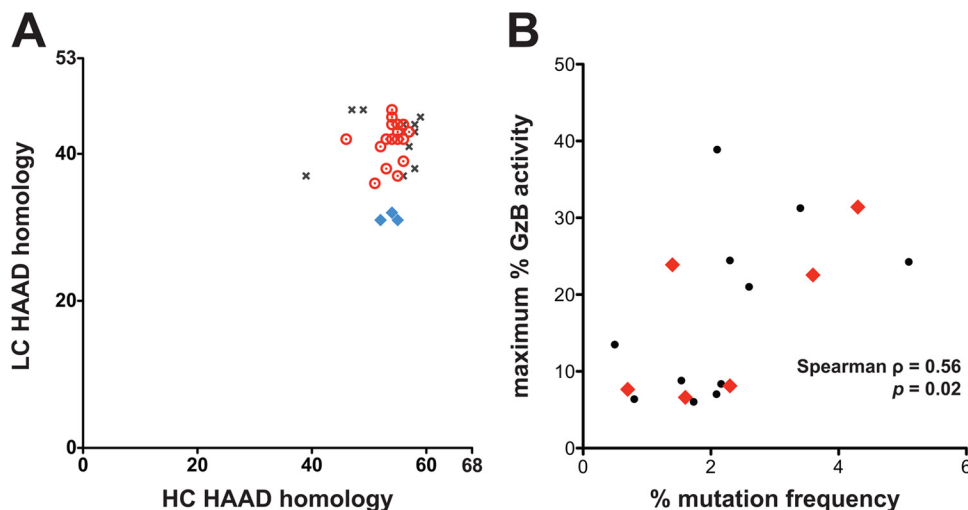 A
53
40
20
0
LC HAAD homology
0
20
40
60
68
HC HAAD homology
B
50
40
30
20
10
0
maximum % GzB activity
Spearman ρ = 0.56
p = 0.02
0
2
4
6
% mutation frequency